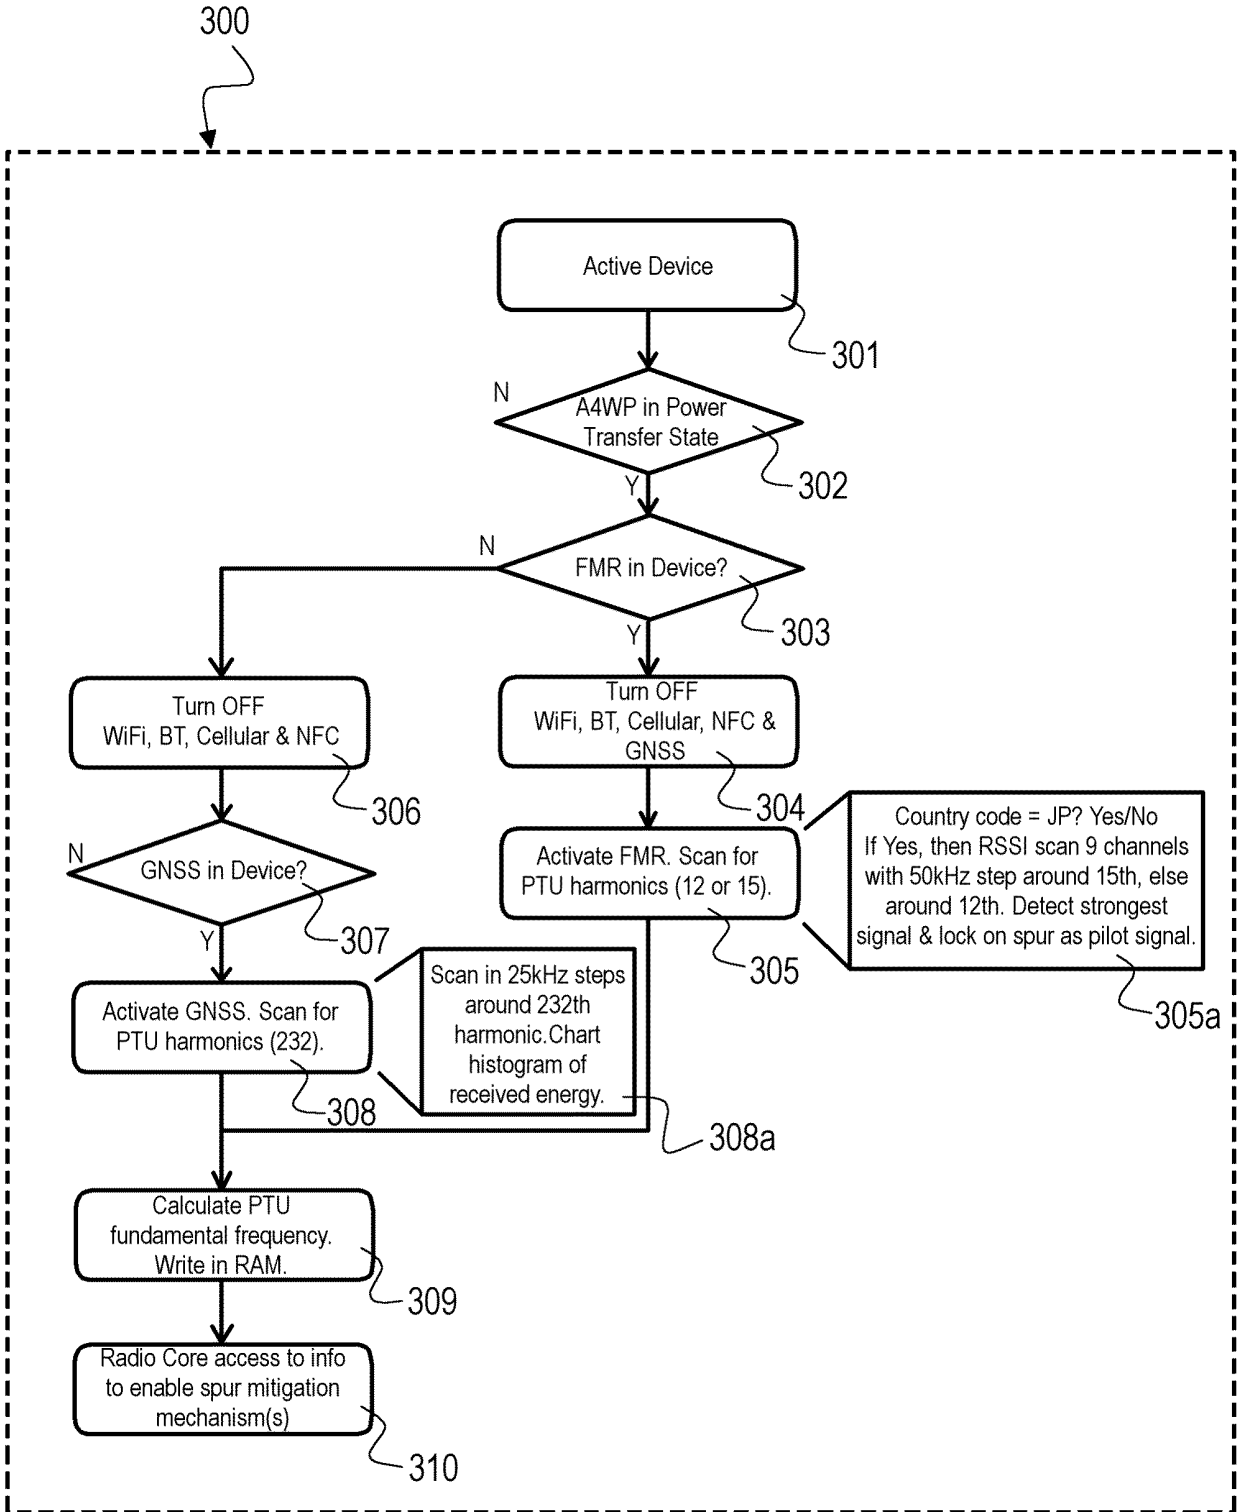 300
Active Device
301
N
A4WP in Power
Transfer State
302
Y
N
FMR in Device?
303
Y
Turn OFF
WiFi, BT, Cellular & NFC
306
Turn OFF
WiFi, BT, Cellular, NFC &
GNSS
304
N
GNSS in Device?
307
Y
Activate FMR. Scan for
PTU harmonics (12 or 15).
305
Country code = JP? Yes/No
If Yes, then RSSI scan 9 channels
with 50kHz step around 15th, else
around 12th. Detect strongest
signal & lock on spur as pilot signal.
305a
Activate GNSS. Scan for
PTU harmonics (232).
308
Scan in 25kHz steps
around 232th
harmonic.Chart
histogram of
received energy.
308a
Calculate PTU
fundamental frequency.
Write in RAM.
309
Radio Core access to info
to enable spur mitigation
mechanism(s)
310